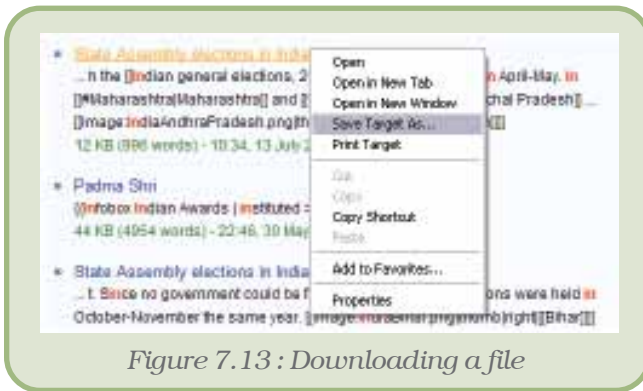 State Assembly elections in India
... h the [[Indian general elections, 2
n April-May. In
[[#Maharashtra|Maharashtra]] and [[
chal Pradesh]] ...
[[Image:IndiaAndhraPradesh.png|th
12 KB (996 words) - 10:34, 13 July 2
Padma Shri
{{Infobox Indian Awards | instituted =
44 KB (4954 words) - 22:46, 30 May
State Assembly elections in India
... t. Since no government could be f
ons were held in
October-November the same year. [[Image:IndiaBihar.png|thumb|right|[[Bihar]]]]
Open
Open in New Tab
Open in New Window
Save Target As...
Print Target
Cut
Copy
Copy Shortcut
Paste
Add to Favorites...
Properties
Figure 7.13 : Downloading a file